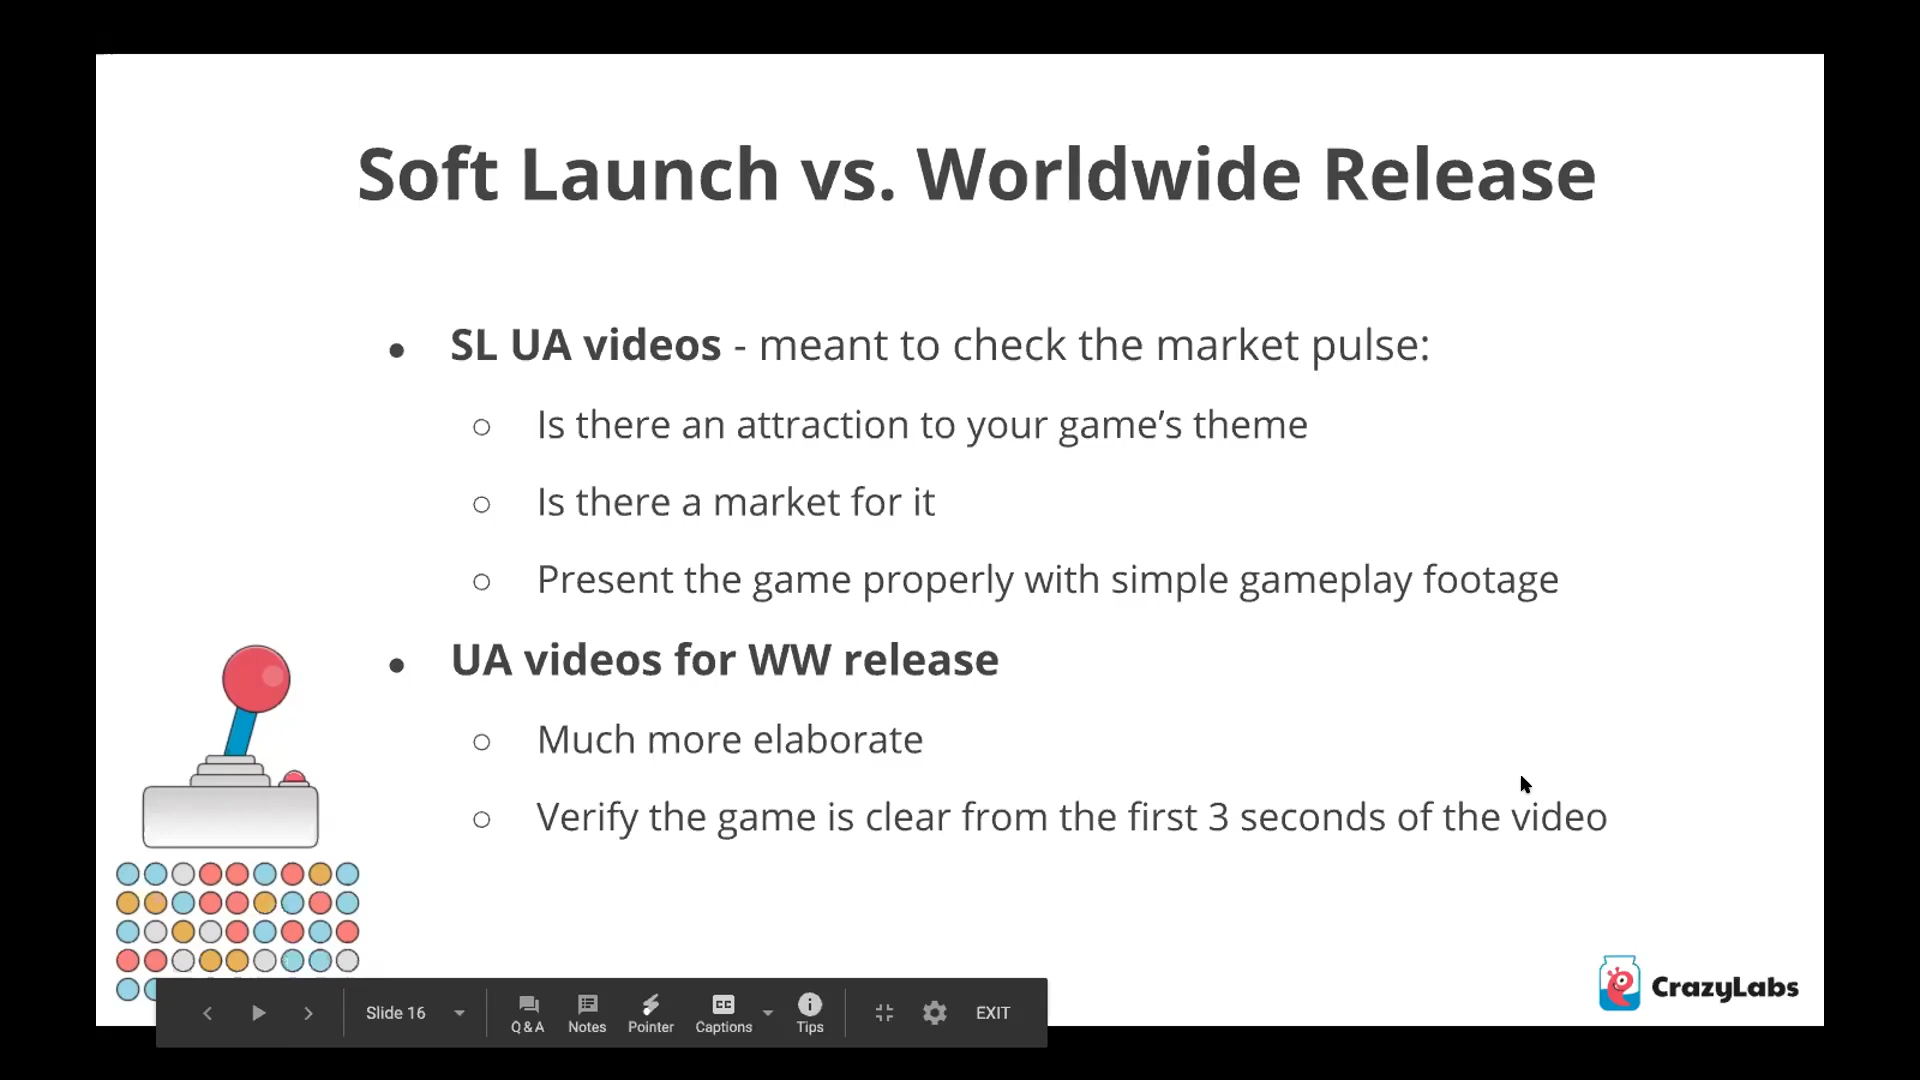 Soft Launch vs. Worldwide Release
● SL UA videos - meant to check the market pulse:
○ Is there an attraction to your game’s theme
○ Is there a market for it
○ Present the game properly with simple gameplay footage
● UA videos for WW release
○ Much more elaborate
○ Verify the game is clear from the first 3 seconds of the video
CrazyLabs
Slide 16
Q&A
Notes
Pointer
CC
Captions
Tips
EXIT